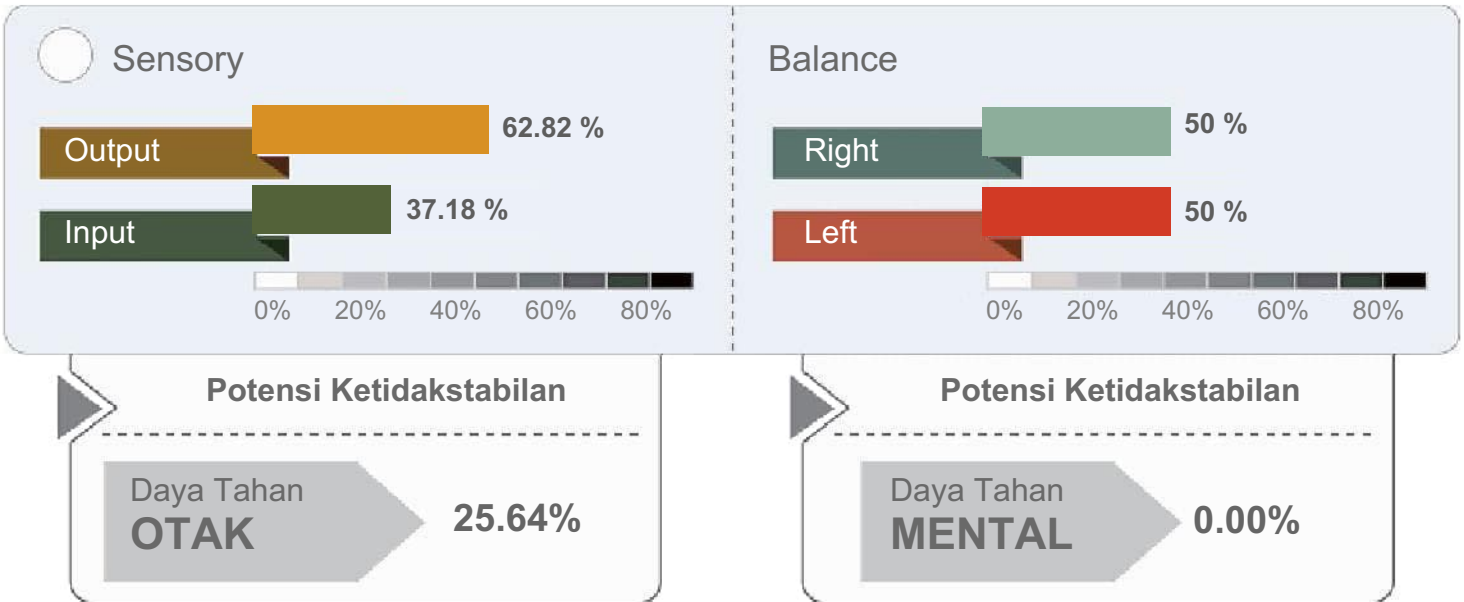 Sensory
Output
62.82 %
Input
37.18 %
0% 20% 40% 60% 80%
Balance
Right
50 %
Left
50 %
0% 20% 40% 60% 80%
Potensi Ketidakstabilan
Daya Tahan
OTAK
25.64%
Potensi Ketidakstabilan
Daya Tahan
MENTAL
0.00%